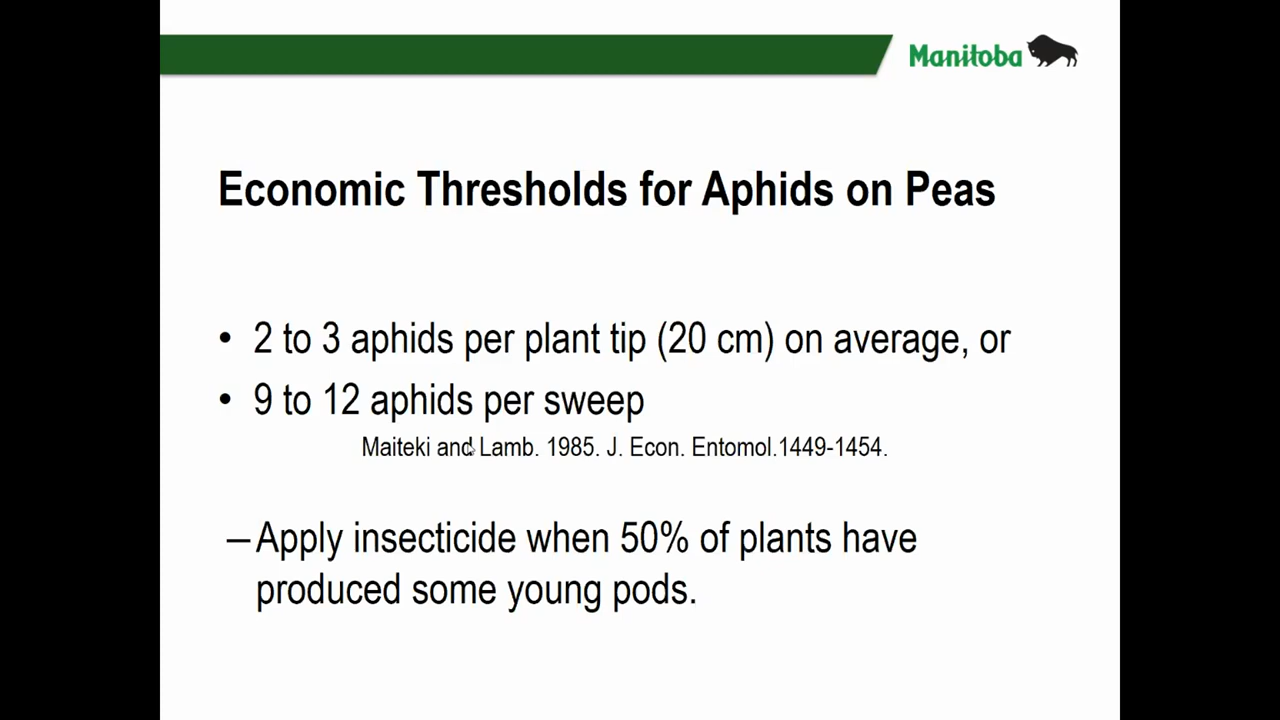 Manitoba
Economic Thresholds for Aphids on Peas
• 2 to 3 aphids per plant tip (20 cm) on average, or
• 9 to 12 aphids per sweep
Maiteki and Lamb. 1985. J. Econ. Entomol.1449-1454.
– Apply insecticide when 50% of plants have
produced some young pods.